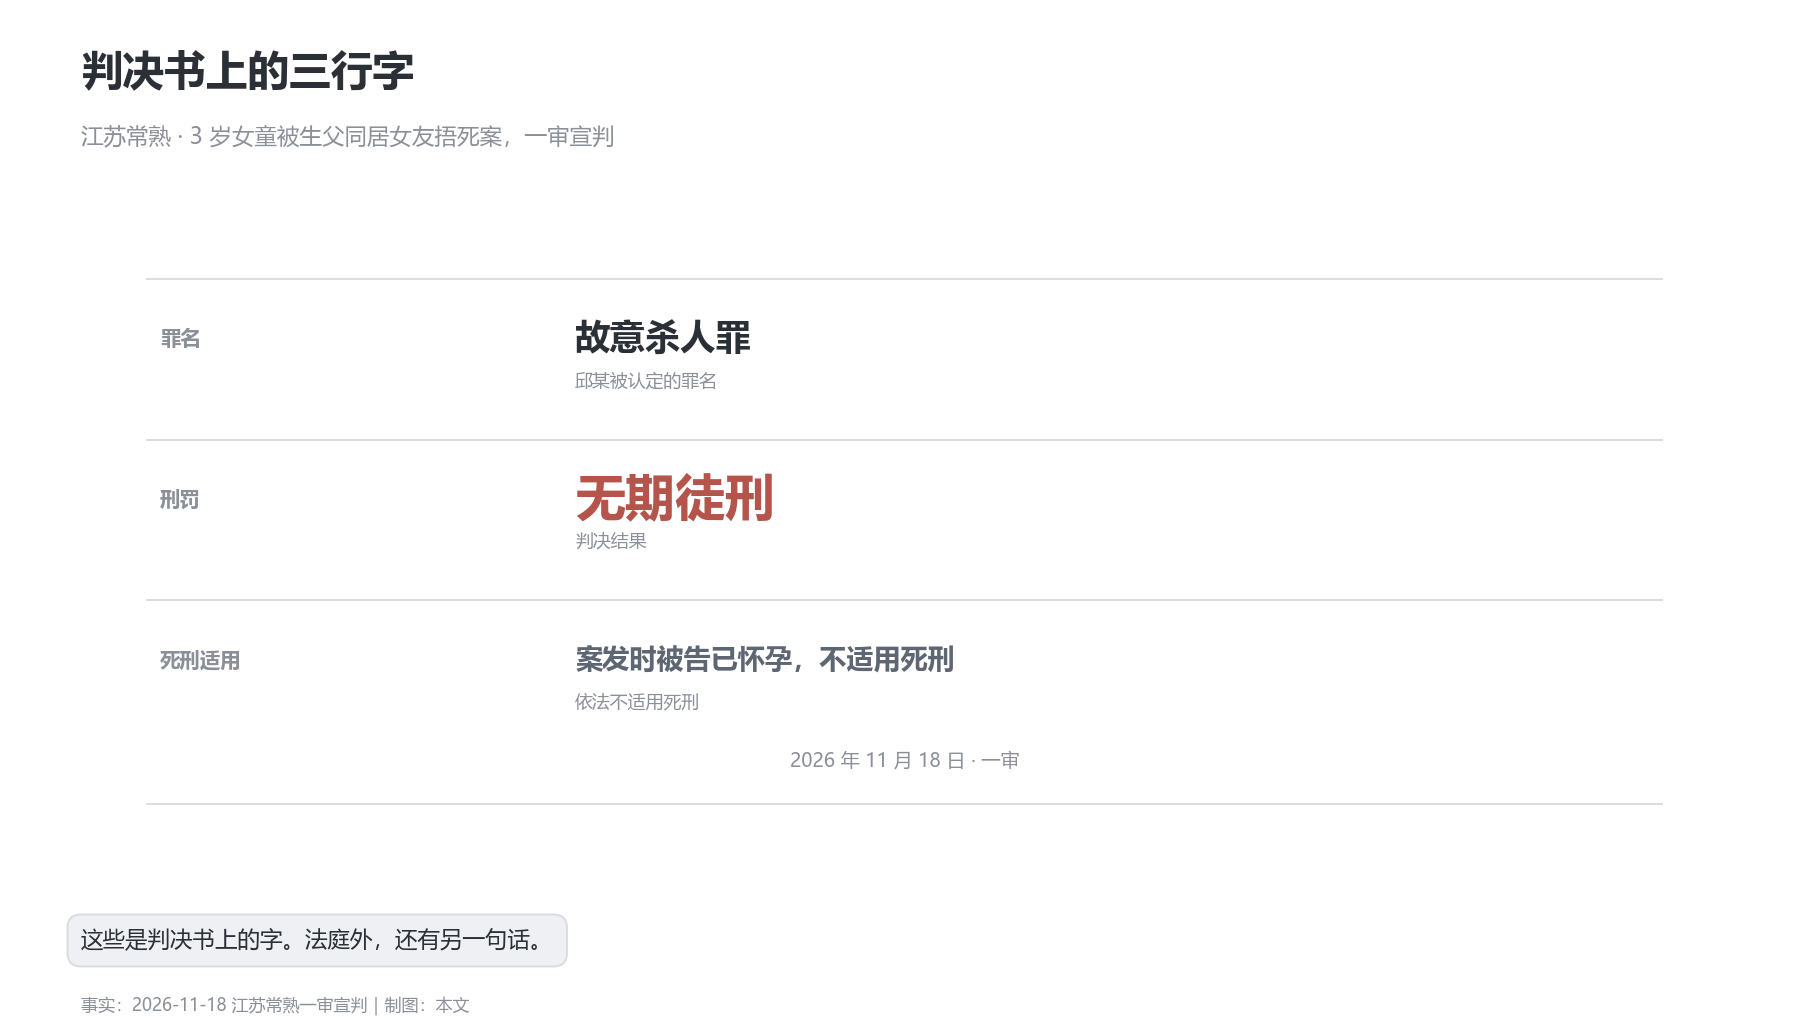 判决书上的三行字
江苏常熟 · 3 岁女童被生父同居女友捂死案，一审宣判
罪名
故意杀人罪
邱某被认定的罪名
刑罚
无期徒刑
判决结果
死刑适用
案发时被告已怀孕，不适用死刑
依法不适用死刑
2026 年 11 月 18 日 · 一审
这些是判决书上的字。法庭外，还有另一句话。
事实：2026-11-18 江苏常熟一审宣判 | 制图：本文